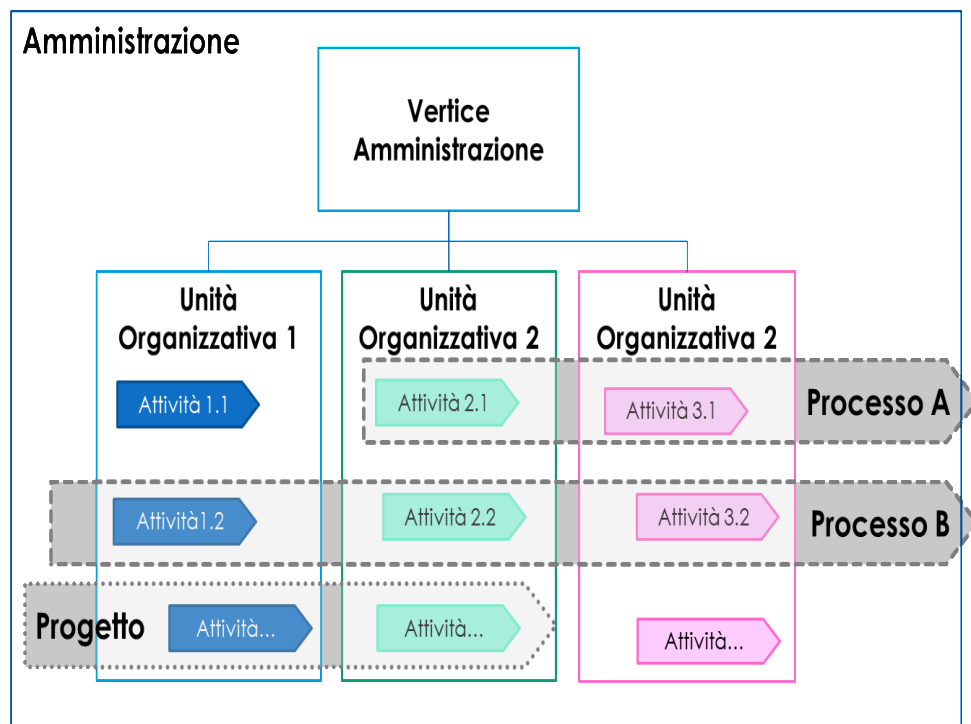 Amministrazione
Vertice
Amministrazione
Unità
Organizzativa 1
Unità
Organizzativa 2
Unità
Organizzativa 2
Attività 1.1
Attività 2.1
Attività 3.1
Processo A
Attività1.2
Attività 2.2
Attività 3.2
Processo B
Progetto
Attività...
Attività...
Attività...